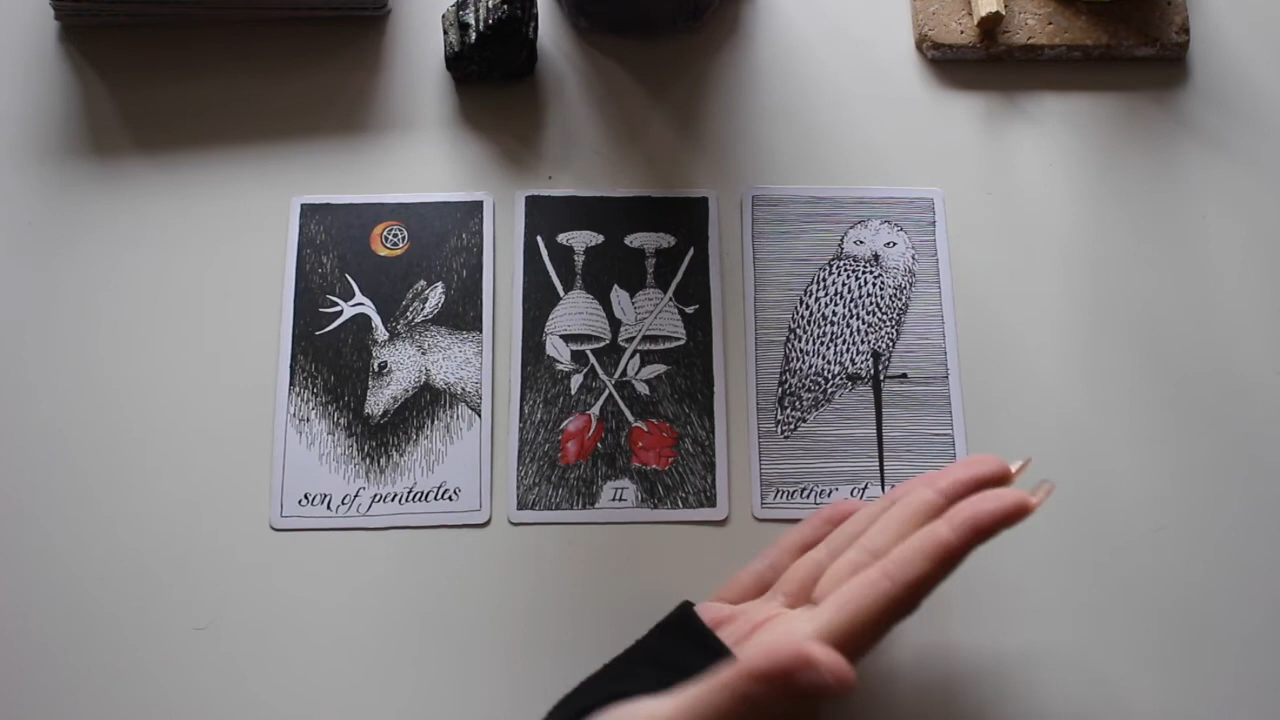 son of pentacles
II
mother of